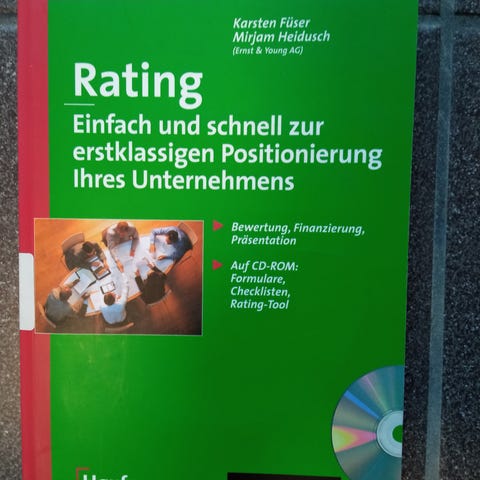 Karsten Füser
Mirjam Heidusch
(Ernst & Young AG)
Rating
Einfach und schnell zur
erstklassigen Positionierung
Ihres Unternehmens
Bewertung, Finanzierung,
Präsentation
Auf CD-ROM:
Formulare,
Checklisten,
Rating-Tool